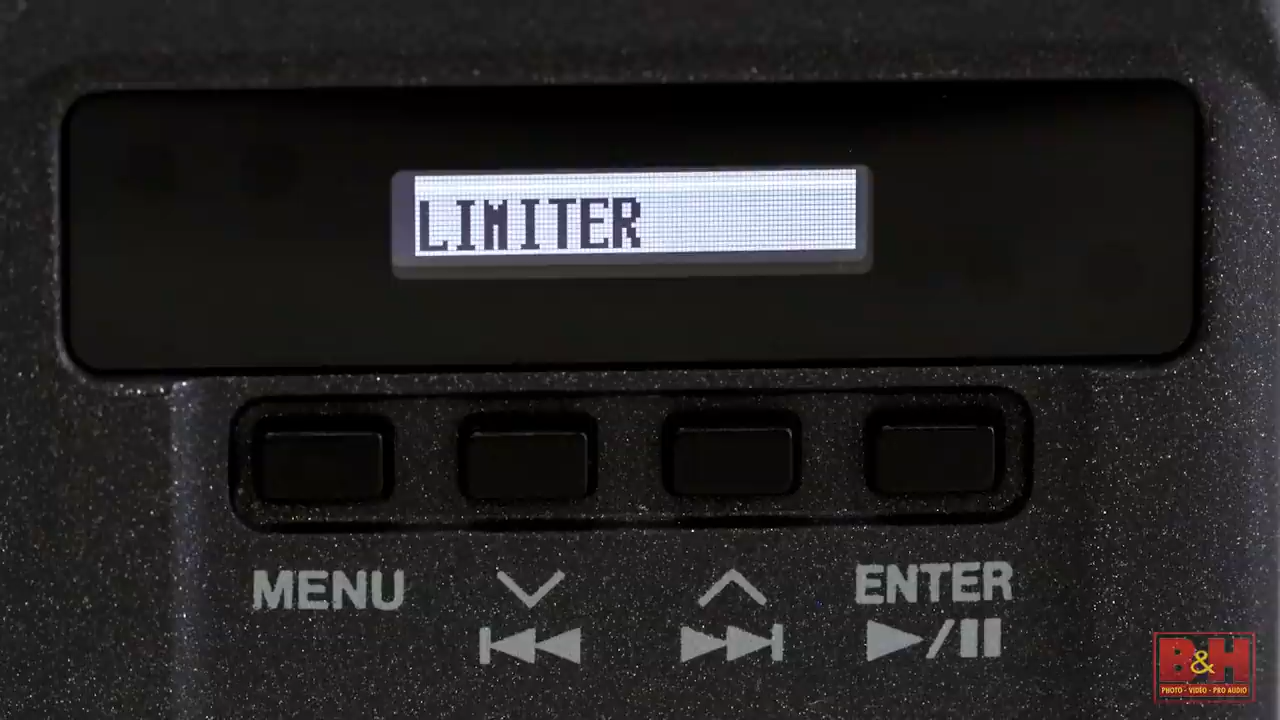 LIMITER
MENU
ENTER
B&H
PHOTO - VIDEO - PRO AUDIO